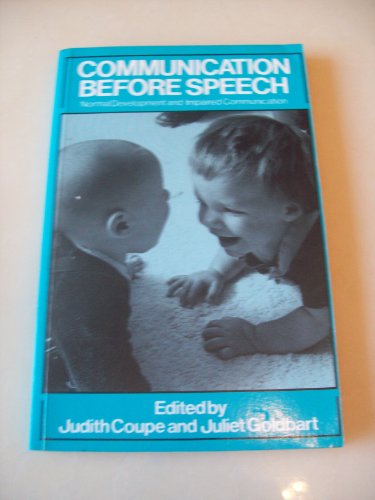 COMMUNICATION
BEFORE SPEECH
Normal Development and Impaired Communication
Edited by
Judith Coupe and Juliet Goldbart